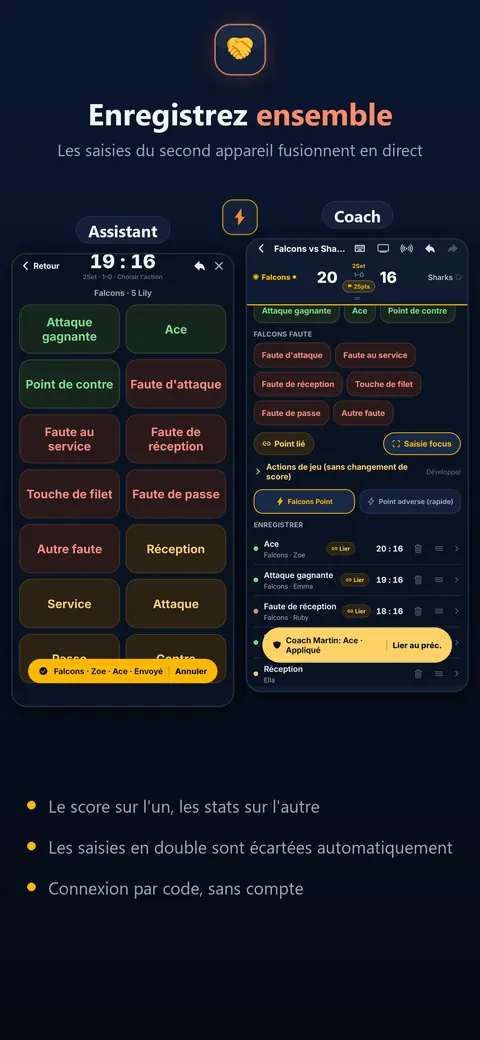 Enregistrez ensemble
Les saisies du second appareil fusionnent en direct
Assistant
Coach
Retour
19 : 16
2Set · 1-0 · Choisir l'action
Falcons · 5 Lily
Attaque
gagnante
Ace
Point de contre
Faute d'attaque
Faute au
service
Faute de
réception
Touche de filet
Faute de passe
Autre faute
Réception
Service
Attaque
Passe
Contre
Falcons · Zoe · Ace · Envoyé
Annuler
Falcons vs Sha...
Falcons
20
2Set
1-0
25pts
16
Sharks
Attaque gagnante
Ace
Point de contre
FALCONS FAUTE
Faute d'attaque
Faute au service
Faute de réception
Touche de filet
Faute de passe
Autre faute
Point lié
Saisie focus
Actions de jeu (sans changement de
score)
Développer
Falcons Point
Point adverse (rapide)
ENREGISTRER
Ace
Falcons · Zoe
Lier
20 : 16
Attaque gagnante
Falcons · Emma
Lier
19 : 16
Faute de réception
Falcons · Ruby
Lier
18 : 16
Coach Martin: Ace ·
Appliqué
Lier au préc.
Réception
Ella
Le score sur l'un, les stats sur l'autre
Les saisies en double sont écartées automatiquement
Connexion par code, sans compte